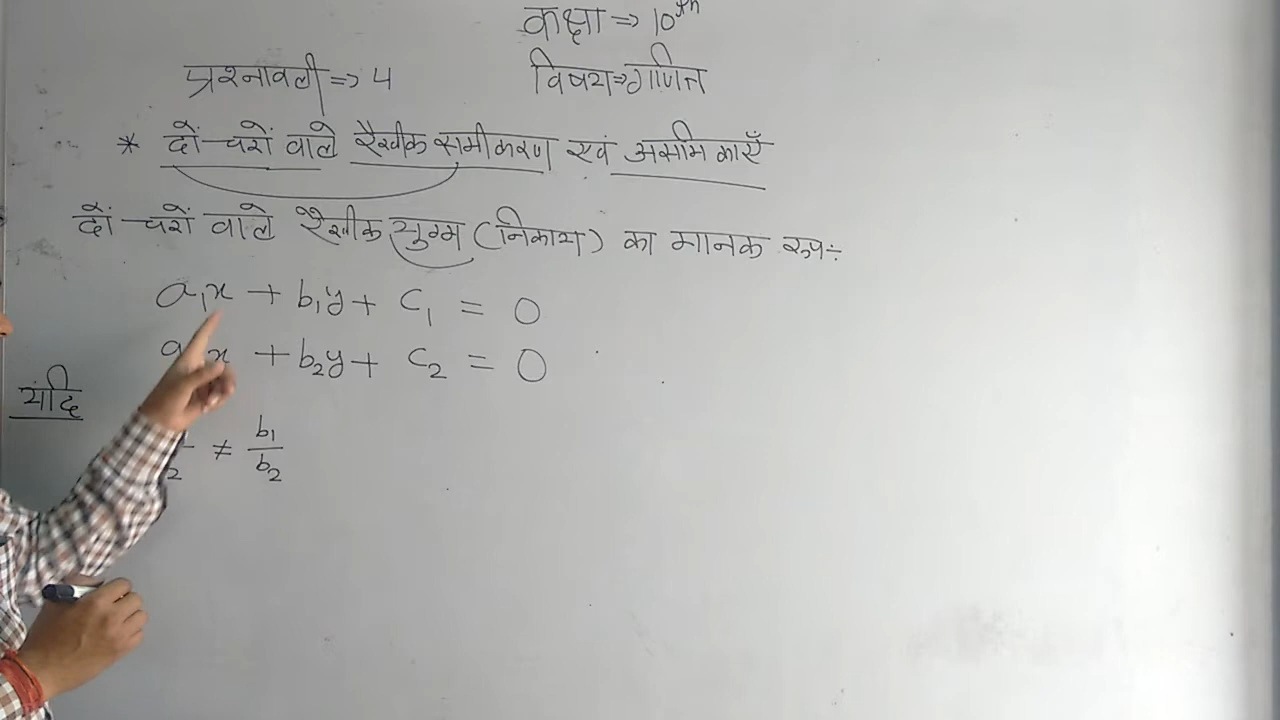 कक्षा => 10th
प्रश्नावली => 4
विषय => गणित
* दों-चरों वाले रैखीक समीकरण एवं असीमिकाएँ
दों-चरों वाले रैखीक युग्म (निकाय) का मानक रुप÷
a₁x + b₁y + c₁ = 0
x + b₂y + c₂ = 0
यदि
₂ ≠ b₁/b₂